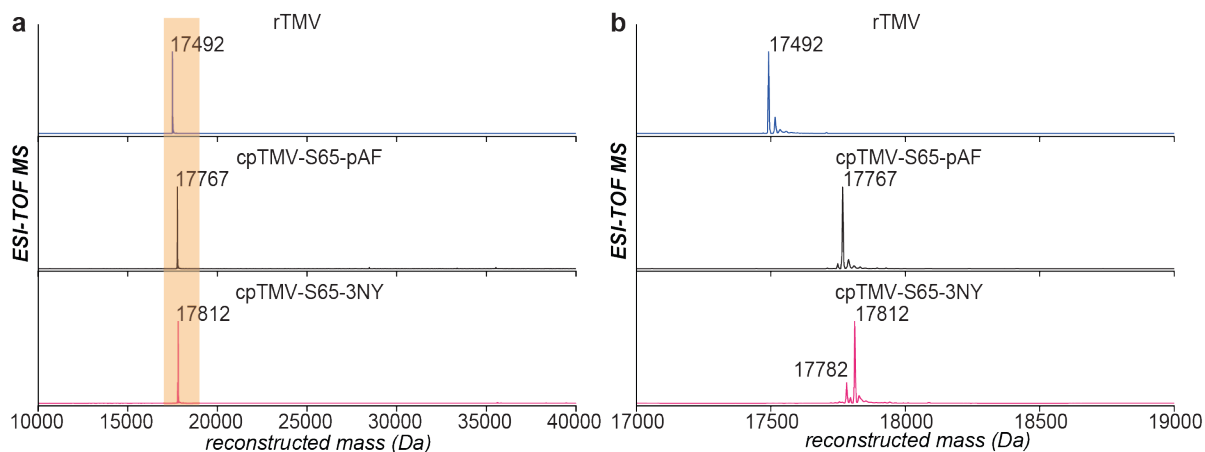 a
rTMV
17492
cpTMV-S65-pAF
17767
cpTMV-S65-3NY
17812
ESI-TOF MS
10000 15000 20000 25000 30000 35000 40000
reconstructed mass (Da)
b
rTMV
17492
cpTMV-S65-pAF
17767
cpTMV-S65-3NY
17812
17782
ESI-TOF MS
17000 17500 18000 18500 19000
reconstructed mass (Da)